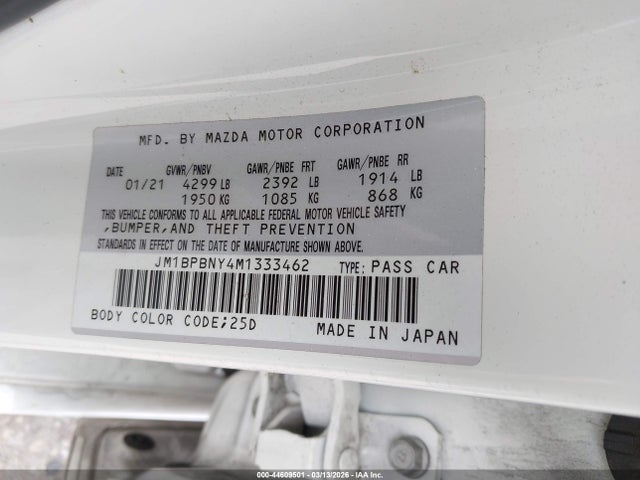 MFD. BY MAZDA MOTOR CORPORATION
DATE GVWR/PNBV GAWR/PNBE FRT GAWR/PNBE RR
01/21 4299 LB 2392 LB 1914 LB
1950 KG 1085 KG 868 KG
THIS VEHICLE CONFORMS TO ALL APPLICABLE FEDERAL MOTOR VEHICLE SAFETY
,BUMPER,AND THEFT PREVENTION
STANDARDS IN EFFECT ON THE DATE OF MANUFACTURE SHOWN ABOVE.
JM1BPBNY4M1333462 TYPE: PASS CAR
BODY COLOR CODE;25D MADE IN JAPAN
000-44609501 - 03/13/2026 - IAA Inc.